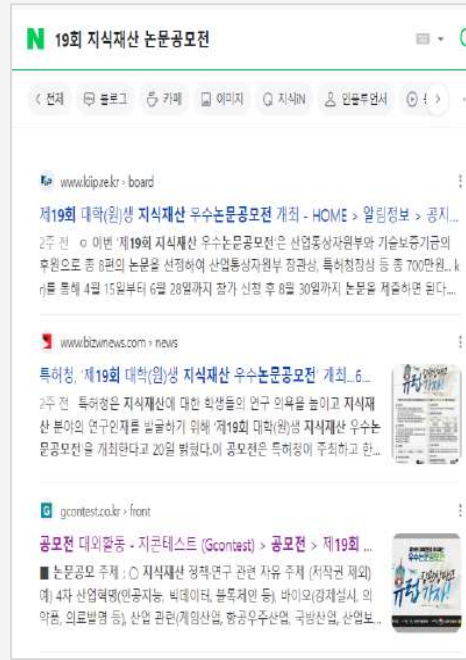 N 19회 지식재산 논문공모전
전체 블로그 카페 이미지 지식iN 인플루언서
www.kiip.re.kr › board
제19회 대학(원)생 지식재산 우수논문공모전 개최 - HOME > 알림정보 > 공지...
2주 전 ㅇ 이번 '제19회 지식재산 우수논문공모전'은 산업통상자원부와 기술보증기금의
후원으로 총 8편의 논문을 선정하여 산업통상자원부 장관상, 특허청장상 등 총 700만원... k
r)를 통해 4월 15일부터 6월 28일까지 참가 신청 후 8월 30일까지 논문을 제출하면 된다....
www.bizwnews.com › news
특허청, '제19회 대학(원)생 지식재산 우수논문공모전' 개최...6...
2주 전 특허청은 지식재산에 대한 학생들의 연구 의욕을 높이고 지식재
산 분야의 연구인재를 발굴하기 위해 '제19회 대학(원)생 지식재산 우수논
문공모전'을 개최한다고 20일 밝혔다.이 공모전은 특허청이 주최하고 한...
gcontest.co.kr › front
공모전 대외활동 - 지콘테스트 (Gcontest) > 공모전 > 제19회 ...
■ 논문공모 주제 : ○ 지식재산 정책연구 관련 자유 주제 (저작권 제외)
예) 4차 산업혁명(인공지능, 빅데이터, 블록체인 등), 바이오(검체실시, 의
약품, 의료발명 등), 산업 관련(게임산업, 항공우주산업, 국방산업, 산업보...
유럽가자!